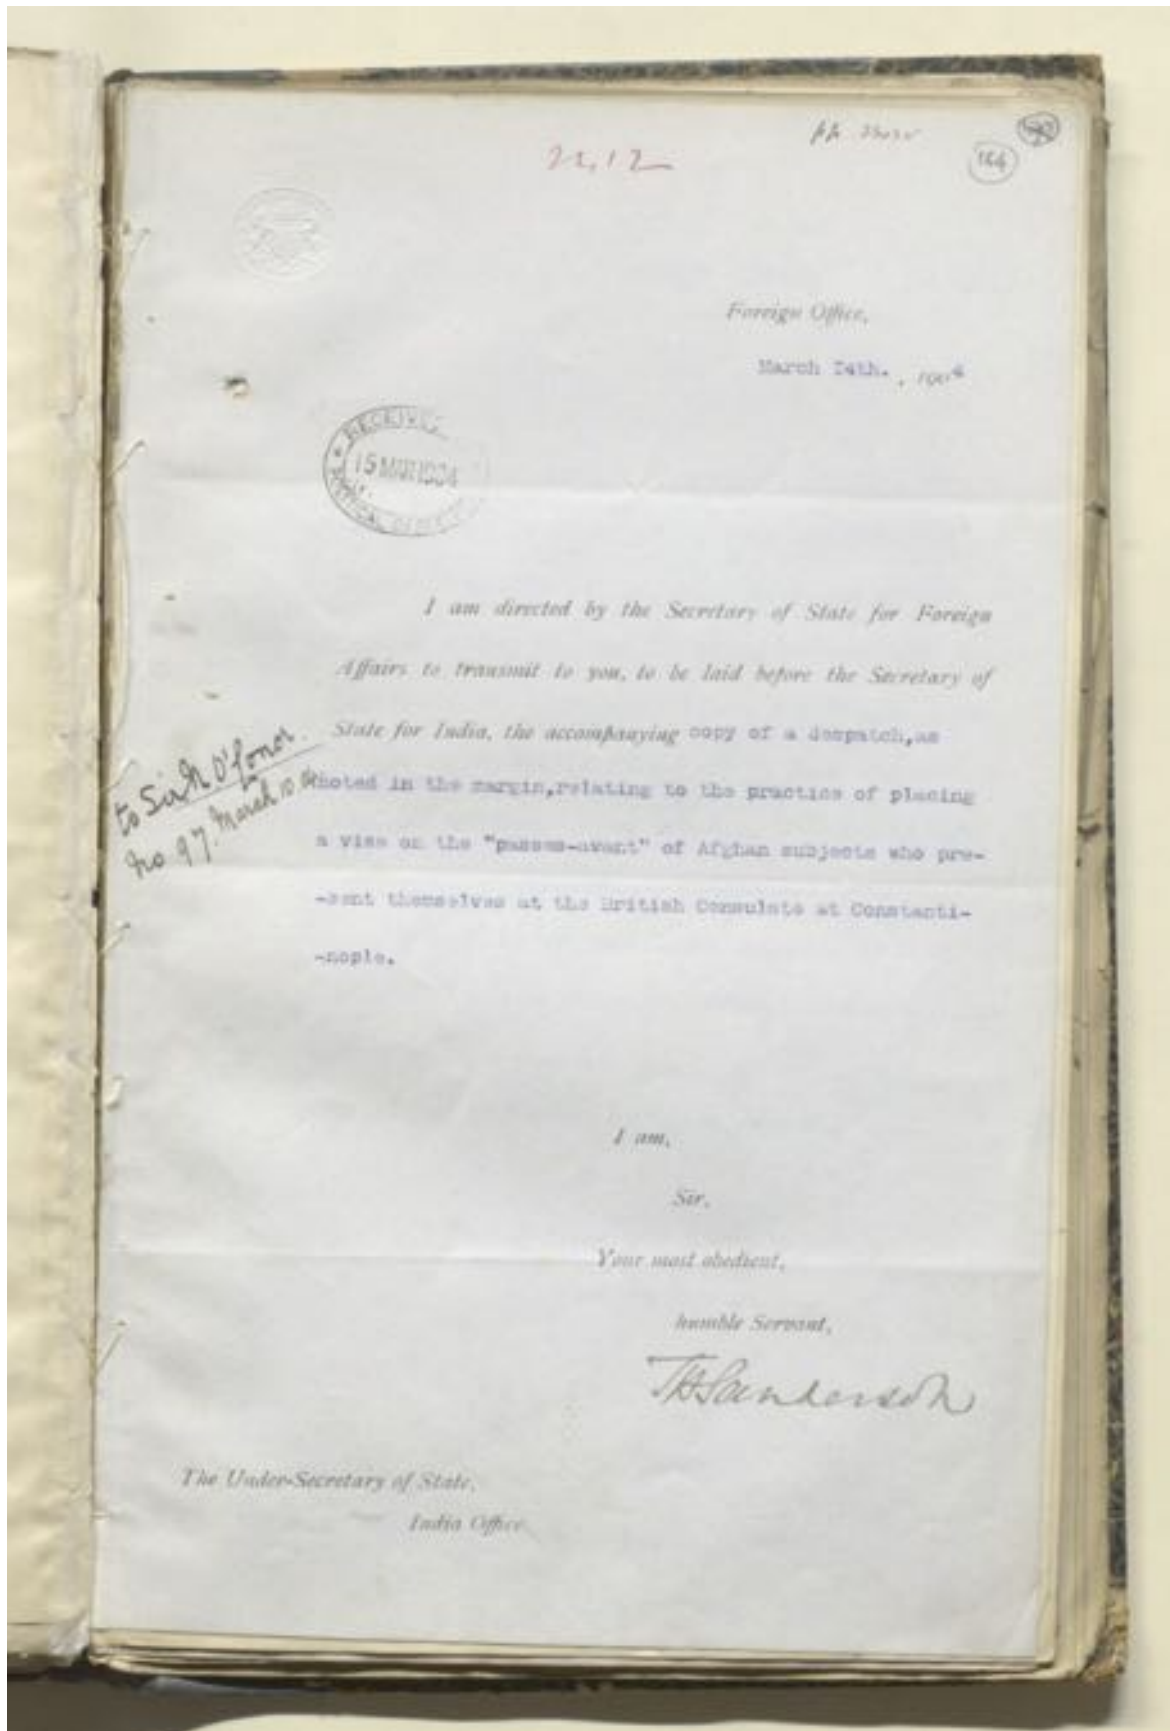 22,12
164
Foreign Office,
March 14th. , 1904
RECEIVED
15 MAR 1904
POLITICAL
I am directed by the Secretary of State for Foreign
Affairs to transmit to you, to be laid before the Secretary of
State for India, the accompanying copy of a despatch,as
noted in the margin,relating to the practice of placing
a visa on the "passes-avant" of Afghan subjects who pre-
-sent themselves at the British Consulate at Constanti-
-nople.
to Sir N O'Conor.
No 97. March 10
I am,
Sir,
Your most obedient,
humble Servant,
THSanderson
The Under-Secretary of State,
India Office